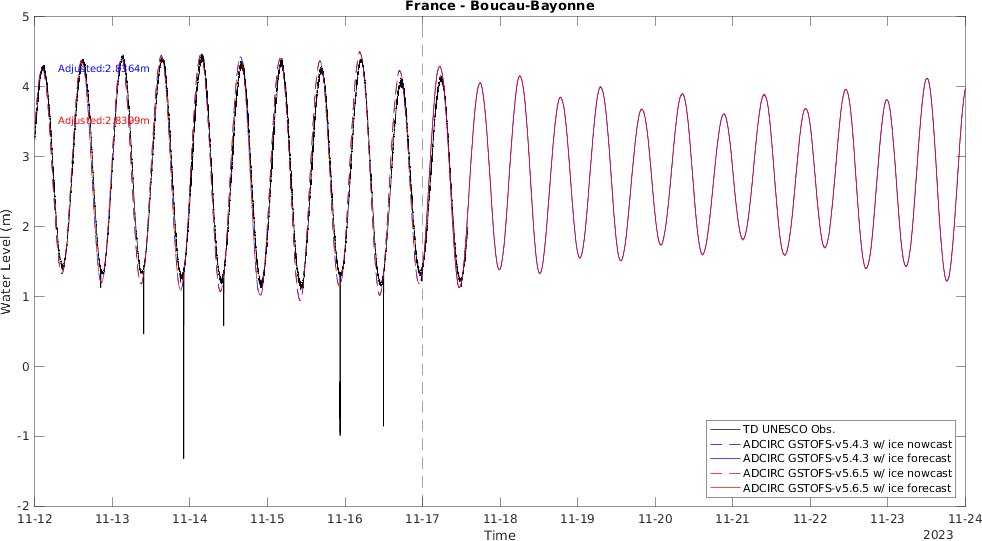 France - Boucau-Bayonne
5
4
3
2
1
0
-1
-2
Water Level (m)
Adjusted:2.8364m
Adjusted:2.8399m
TD UNESCO Obs.
ADCIRC GSTOFS-v5.4.3 w/ ice nowcast
ADCIRC GSTOFS-v5.4.3 w/ ice forecast
ADCIRC GSTOFS-v5.6.5 w/ ice nowcast
ADCIRC GSTOFS-v5.6.5 w/ ice forecast
11-12 11-13 11-14 11-15 11-16 11-17 11-18 11-19 11-20 11-21 11-22 11-23 11-24
Time
2023